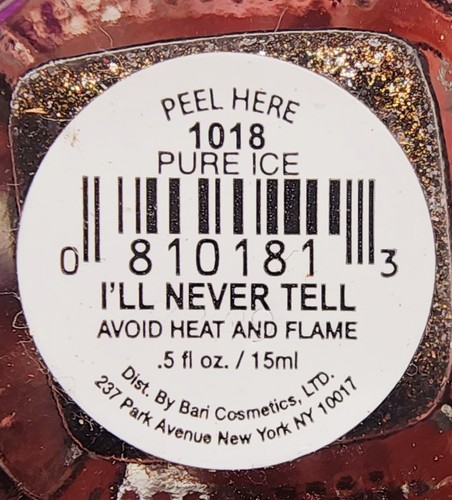 PEEL HERE
1018
PURE ICE
0 810181 3
I'LL NEVER TELL
AVOID HEAT AND FLAME
.5 fl oz. / 15ml
Dist. By Bari Cosmetics, LTD.
237 Park Avenue New York NY 10017